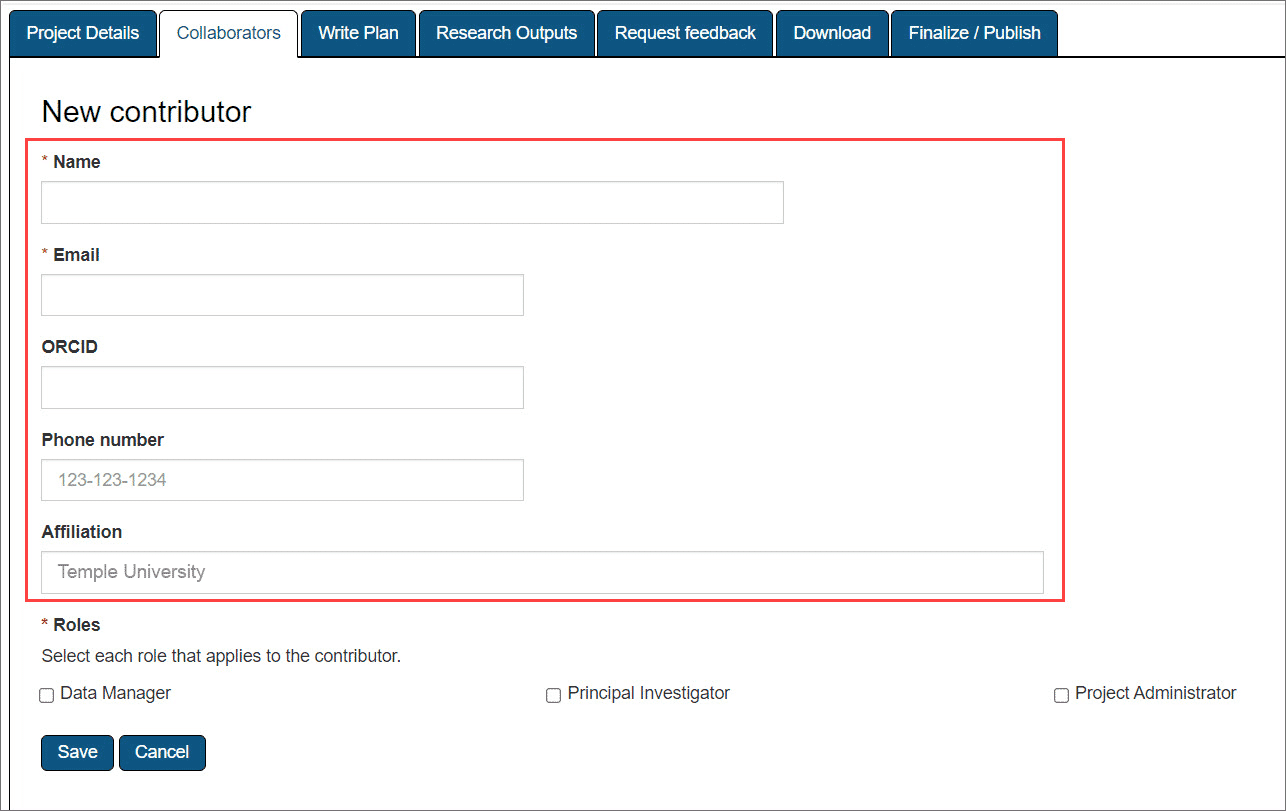 Project Details Collaborators Write Plan Research Outputs Request feedback Download Finalize / Publish
New contributor
* Name
* Email
ORCID
Phone number
123-123-1234
Affiliation
Temple University
* Roles
Select each role that applies to the contributor.
Data Manager Principal Investigator Project Administrator
Save Cancel